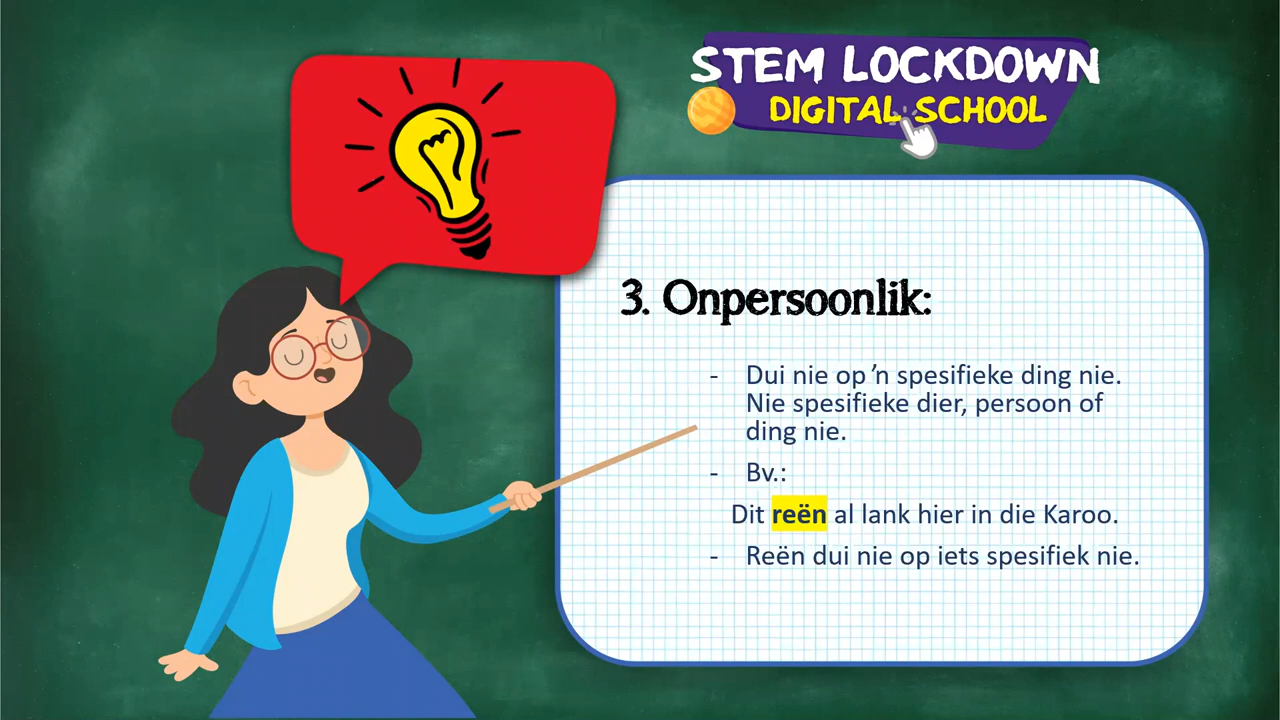 STEM LOCKDOWN
DIGITAL SCHOOL
3. Onpersoonlik:
- Dui nie op ’n spesifieke ding nie.
Nie spesifieke dier, persoon of
ding nie.
- Bv.:
Dit reën al lank hier in die Karoo.
- Reën dui nie op iets spesifiek nie.